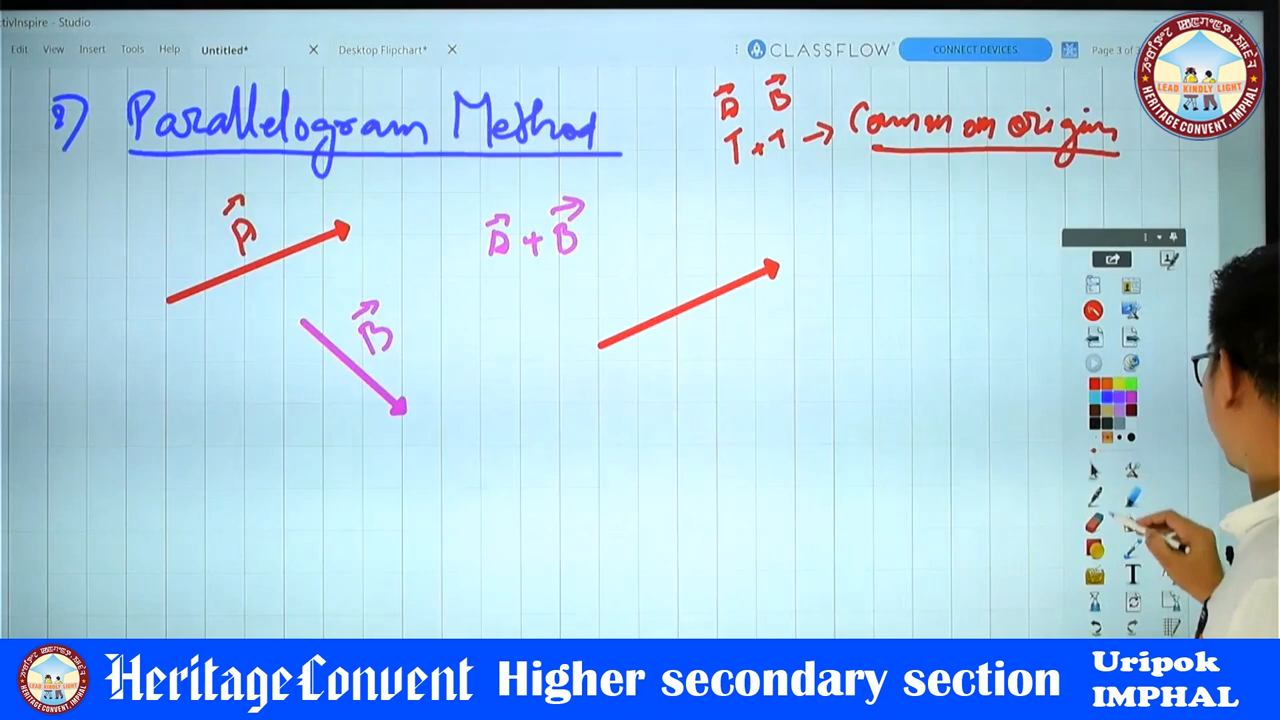 ctivInspire - Studio
Edit View Insert Tools Help Untitled* X Desktop Flipchart* X
CLASSFLOW CONNECT DEVICES Page 3 of 3
8) Parallelogram Method
A⃗ B⃗
T T → Common origin
A⃗
A⃗ + B⃗
B⃗
T
LEAD KINDLY LIGHT
HERITAGE CONVENT, IMPHAL
Heritage Convent Higher secondary section
Uripok
IMPHAL